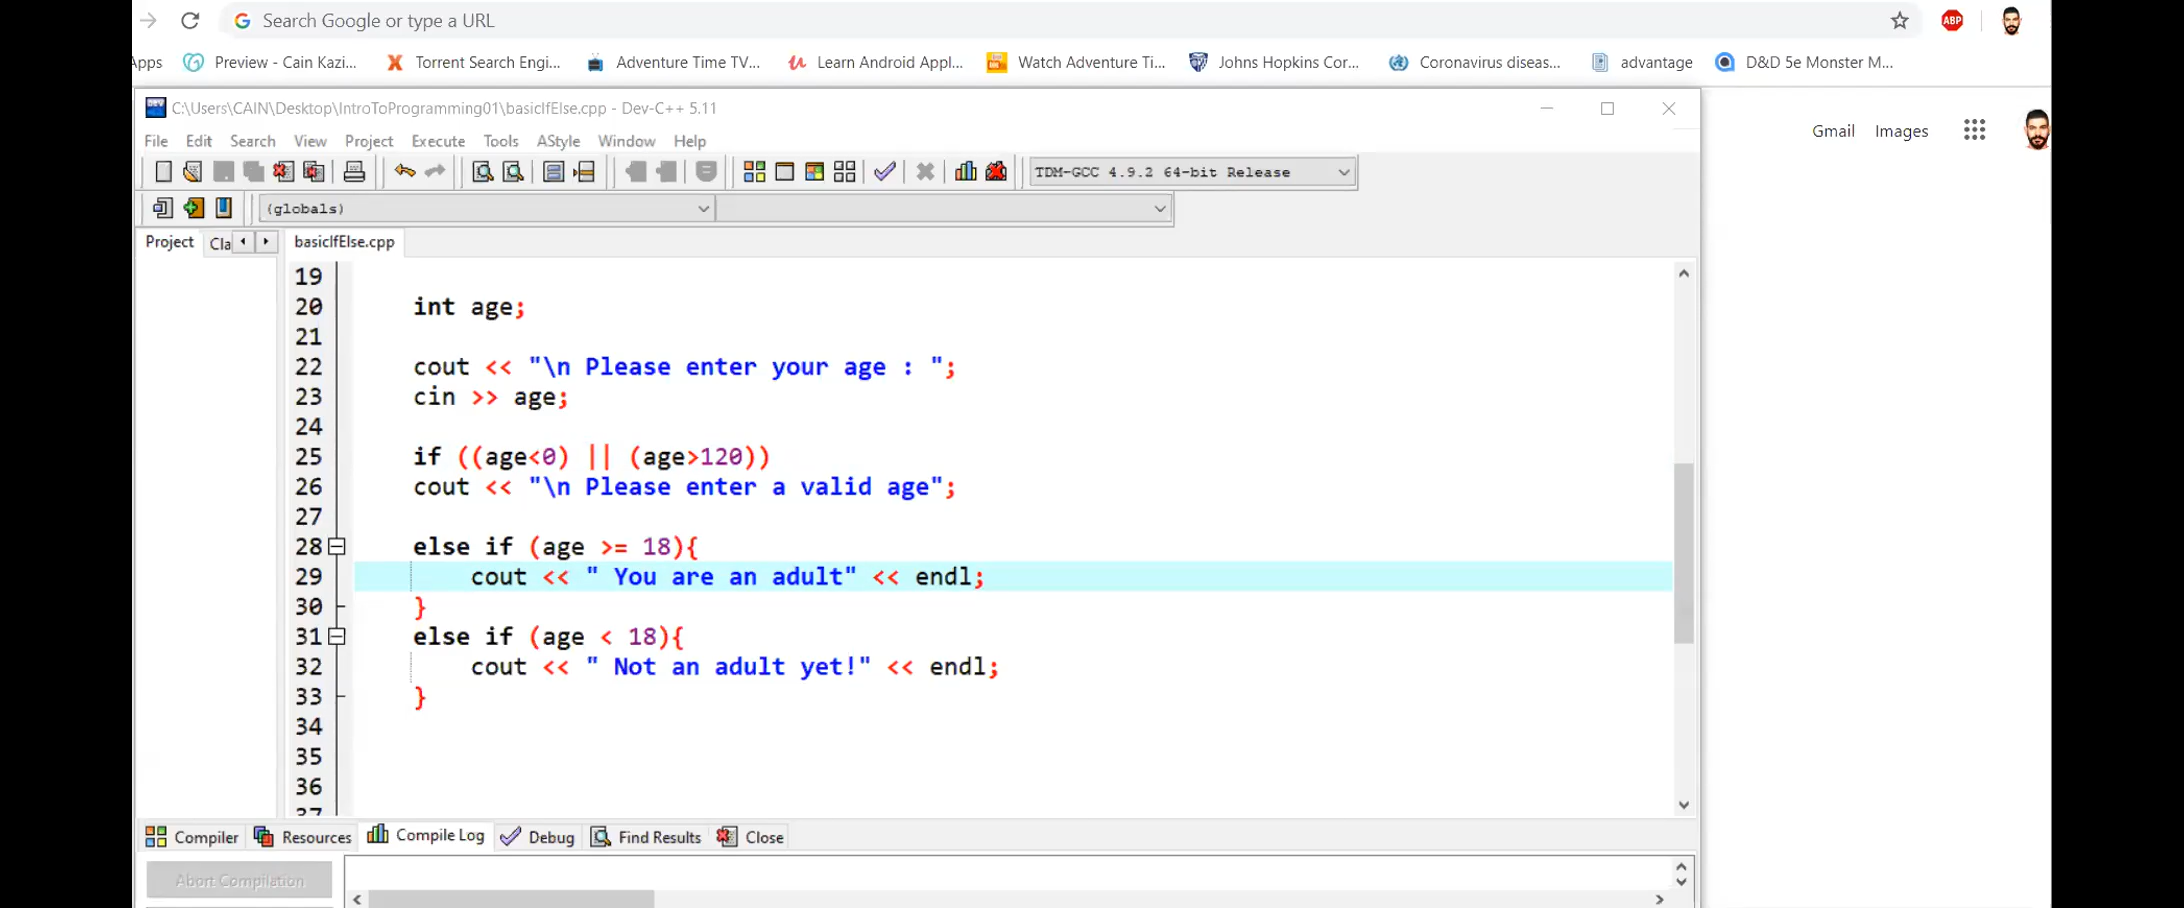 Search Google or type a URL
ABP
Apps Preview - Cain Kazi... Torrent Search Engi... Adventure Time TV... Learn Android Appl... Watch Adventure Ti... Johns Hopkins Cor... Coronavirus diseas... advantage D&D 5e Monster M...
C:\Users\CAIN\Desktop\IntroToProgramming01\basicIfElse.cpp - Dev-C++ 5.11
Gmail Images
File Edit Search View Project Execute Tools AStyle Window Help
TDM-GCC 4.9.2 64-bit Release
(globals)
Project Cla basicIfElse.cpp
19
20 int age;
21
22 cout << "\n Please enter your age : ";
23 cin >> age;
24
25 if ((age<0) || (age>120))
26 cout << "\n Please enter a valid age";
27
28 else if (age >= 18){
29 cout << " You are an adult" << endl;
30 }
31 else if (age < 18){
32 cout << " Not an adult yet!" << endl;
33 }
34
35
36
37
Compiler Resources Compile Log Debug Find Results Close
Abort Compilation